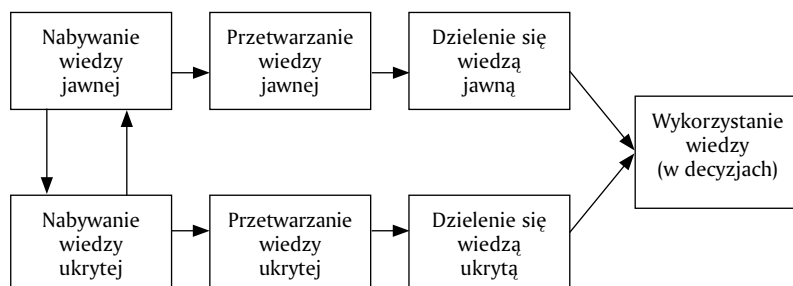 Nabywanie
wiedzy
jawnej
Przetwarzanie
wiedzy
jawnej
Dzielenie się
wiedzą
jawną
Wykorzystanie
wiedzy
(w decyzjach)
Nabywanie
wiedzy
ukrytej
Przetwarzanie
wiedzy
ukrytej
Dzielenie się
wiedzą
ukrytą